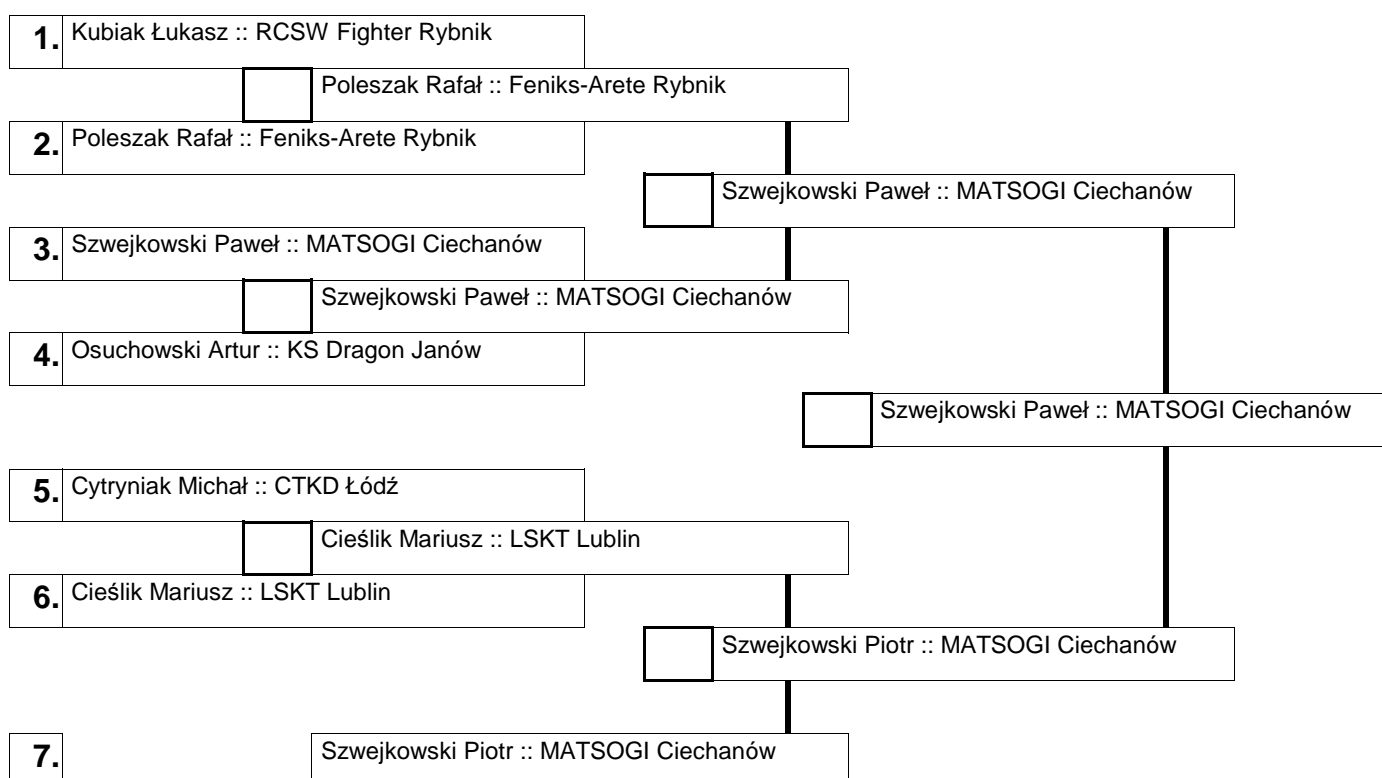 1. Kubiak Łukasz :: RCSW Fighter Rybnik
Poleszak Rafał :: Feniks-Arete Rybnik
2. Poleszak Rafał :: Feniks-Arete Rybnik
Szwejkowski Paweł :: MATSOGI Ciechanów
3. Szwejkowski Paweł :: MATSOGI Ciechanów
Szwejkowski Paweł :: MATSOGI Ciechanów
4. Osuchowski Artur :: KS Dragon Janów
Szwejkowski Paweł :: MATSOGI Ciechanów
5. Cytryniak Michał :: CTKD Łódź
Cieślik Mariusz :: LSKT Lublin
6. Cieślik Mariusz :: LSKT Lublin
Szwejkowski Piotr :: MATSOGI Ciechanów
7. Szwejkowski Piotr :: MATSOGI Ciechanów